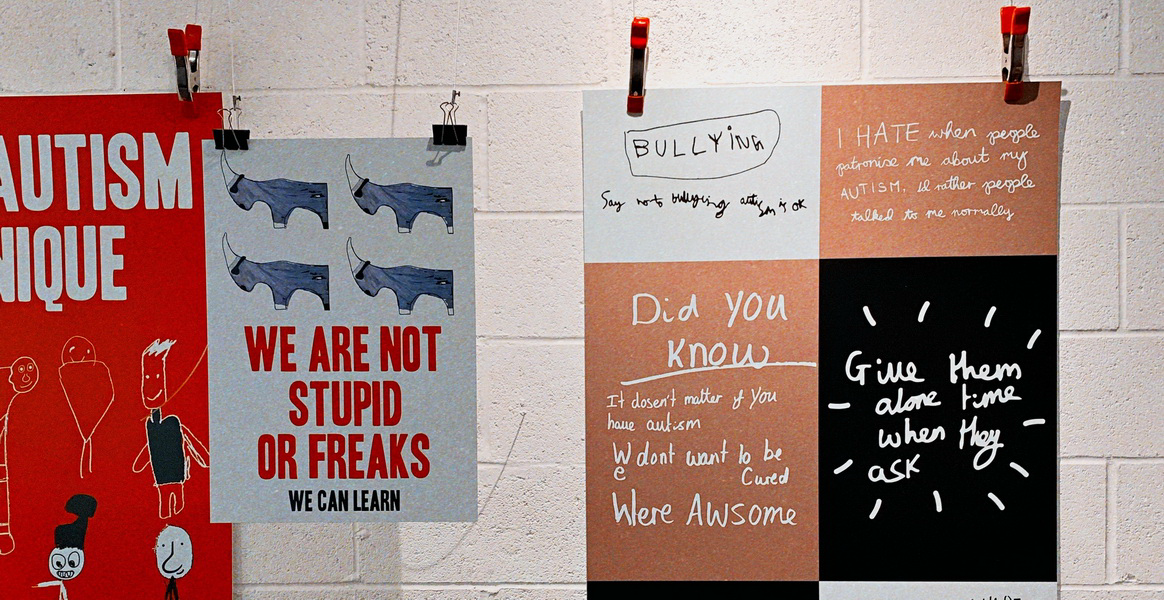 AUTISM
NIQUE
WE ARE NOT
STUPID
OR FREAKS
WE CAN LEARN
BULLYiNG
Say not bullying autism is ok
I HATE when people
patronise me about my
AUTISM. Id rather people
talked to me normally
Did YOU
know
It dosen't matter if You
have autism
We dont want to be
Cured
Were Awsome
Give them
alone time
when they
ask